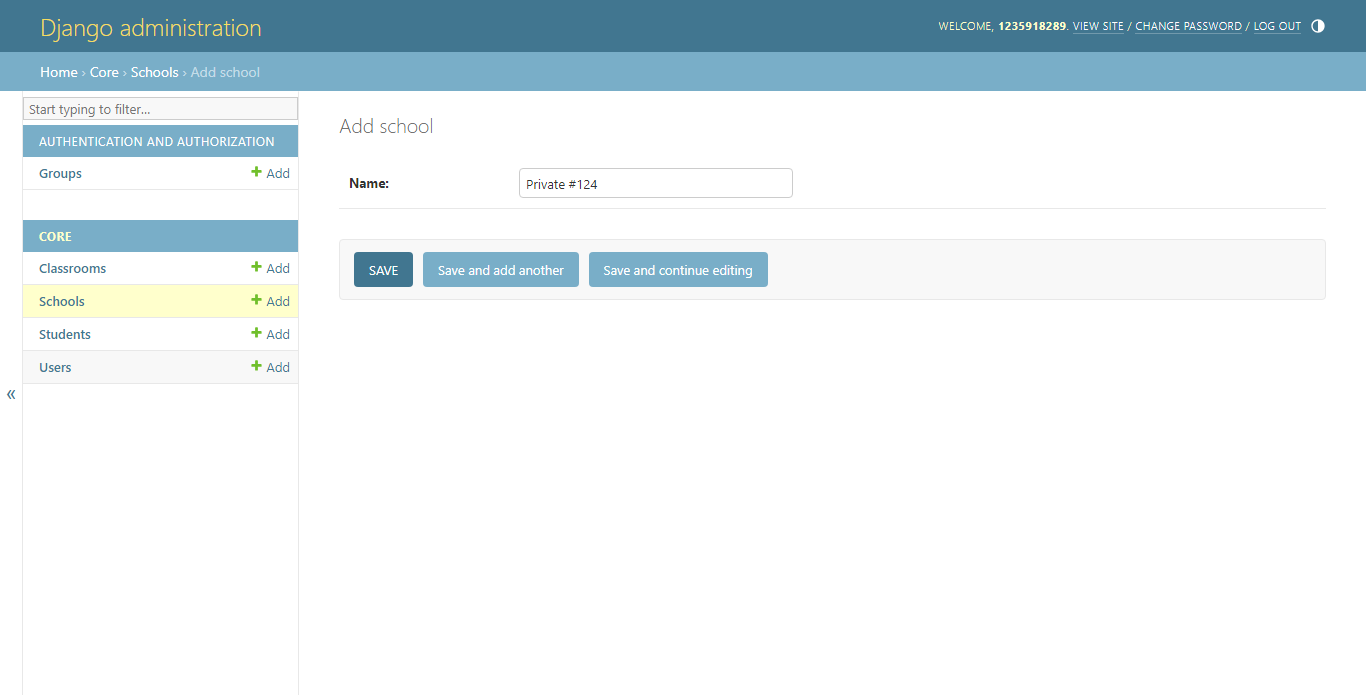 Django administration
WELCOME, 1235918289. VIEW SITE / CHANGE PASSWORD / LOG OUT
Home › Core › Schools › Add school
Start typing to filter...
AUTHENTICATION AND AUTHORIZATION
Groups + Add
CORE
Classrooms + Add
Schools + Add
Students + Add
Users + Add
«
Add school
Name: Private #124
SAVE Save and add another Save and continue editing